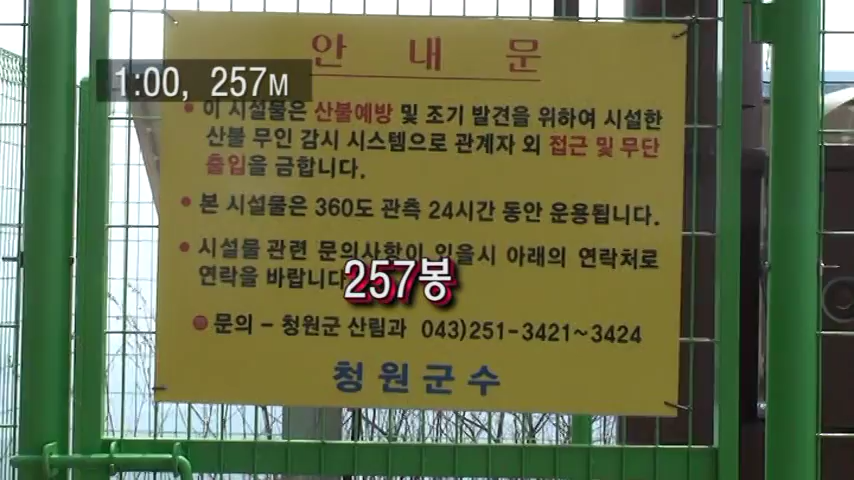 안 내 문
1:00, 257M
• 이 시설물은 산불예방 및 조기 발견을 위하여 시설한
산불 무인 감시 시스템으로 관계자 외 접근 및 무단
출입을 금합니다.
• 본 시설물은 360도 관측 24시간 동안 운용됩니다.
• 시설물 관련 문의사항이 있을시 아래의 연락처로
연락을 바랍니다
257봉
문의 - 청원군 산림과 043)251-3421~3424
청원군수